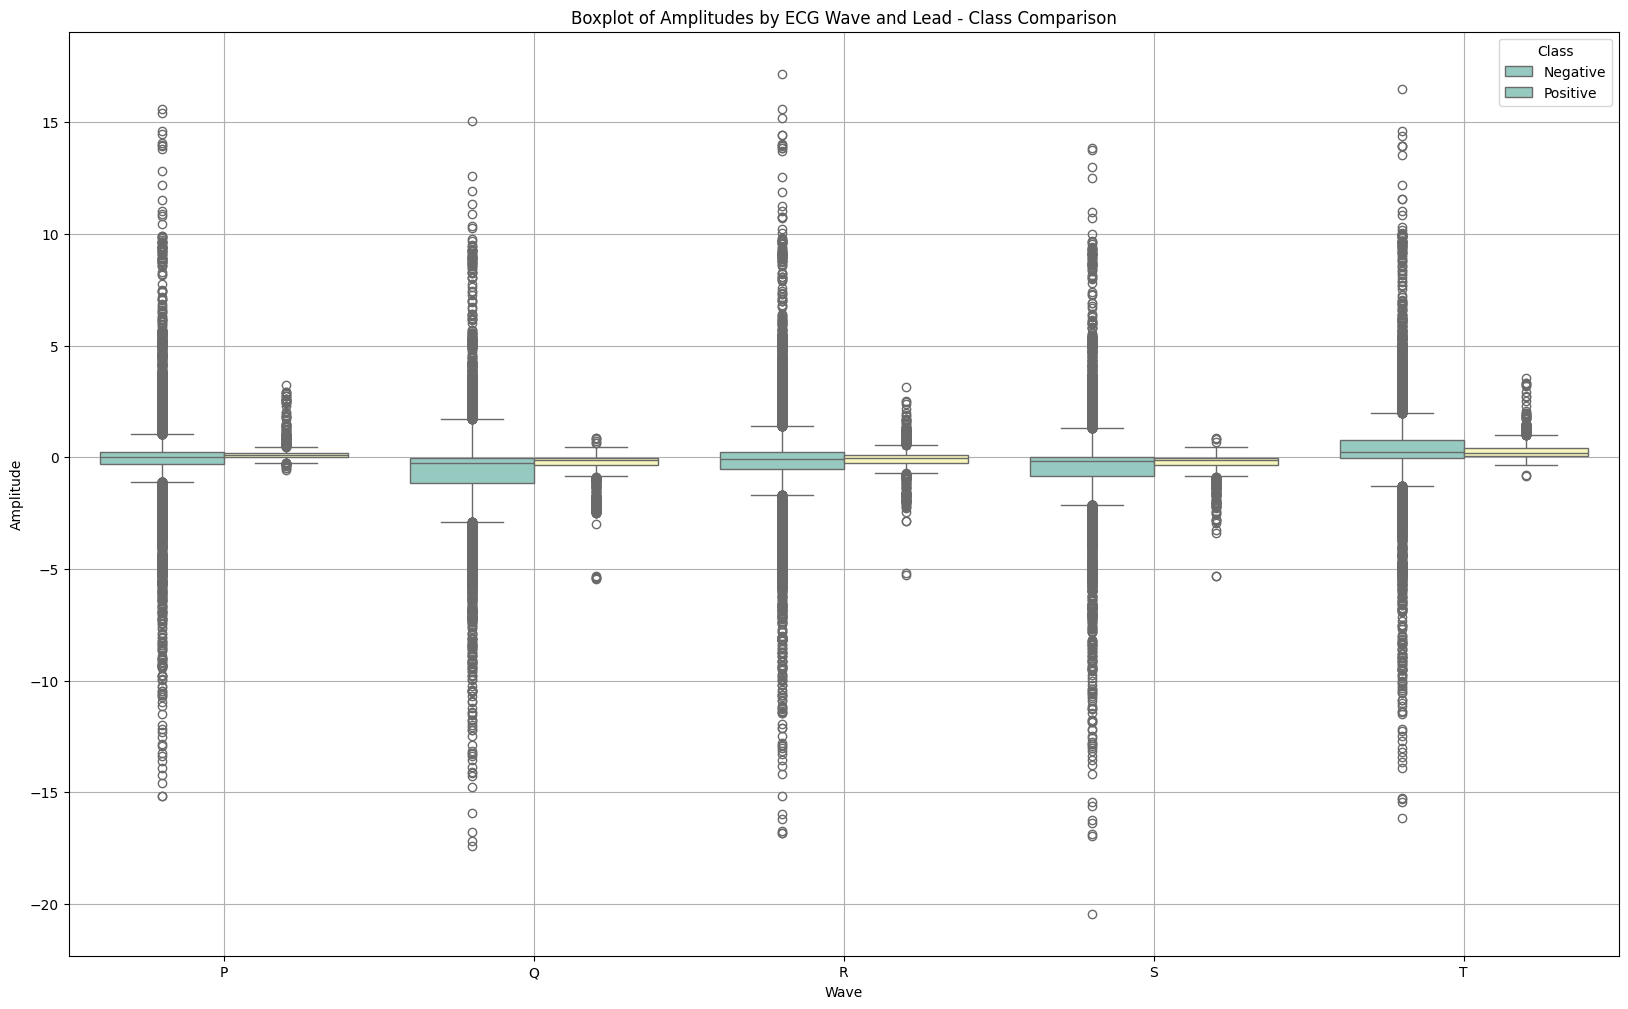 Boxplot of Amplitudes by ECG Wave and Lead - Class Comparison
Class
Negative
Positive
15
10
5
0
−5
−10
−15
−20
Amplitude
P Q R S T
Wave